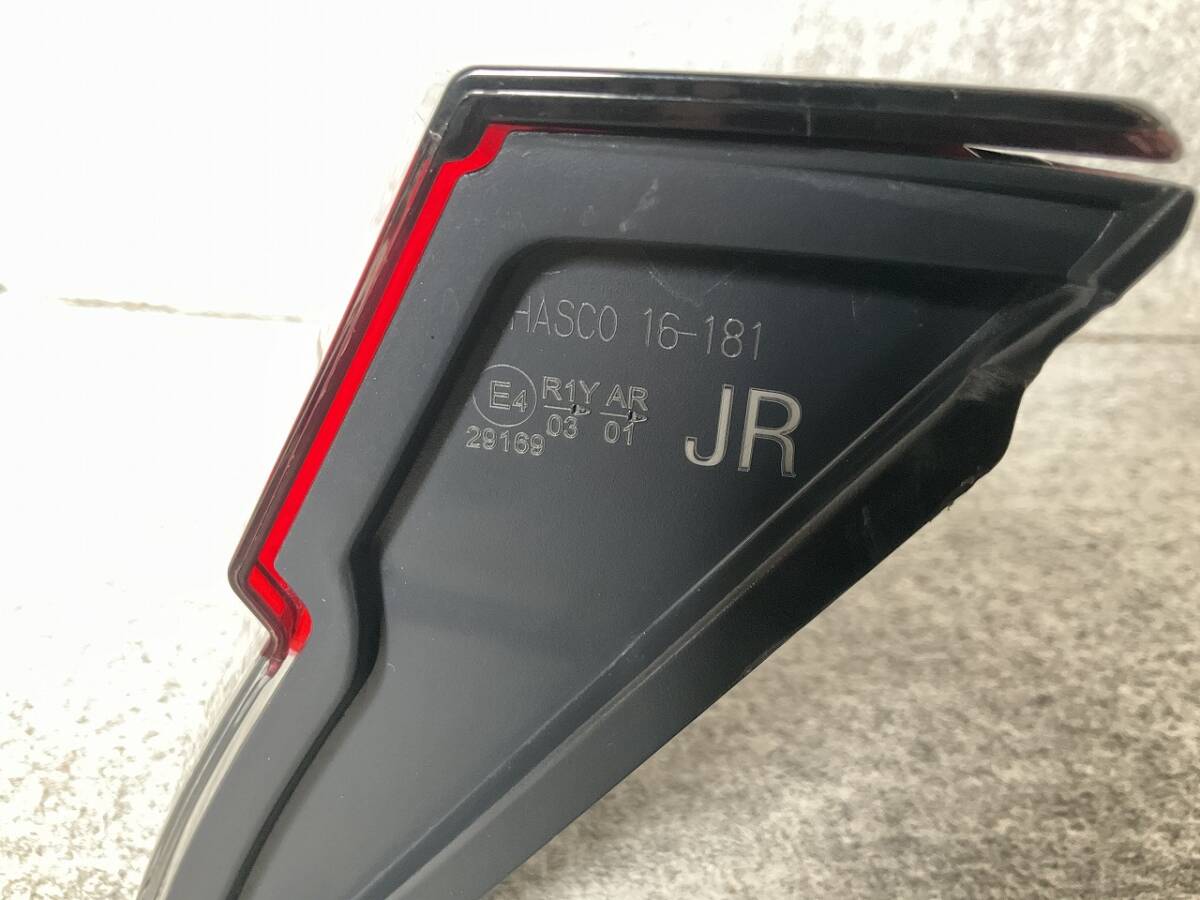 HASCO 16-181
E4 R1Y AR
29169 03 01
JR